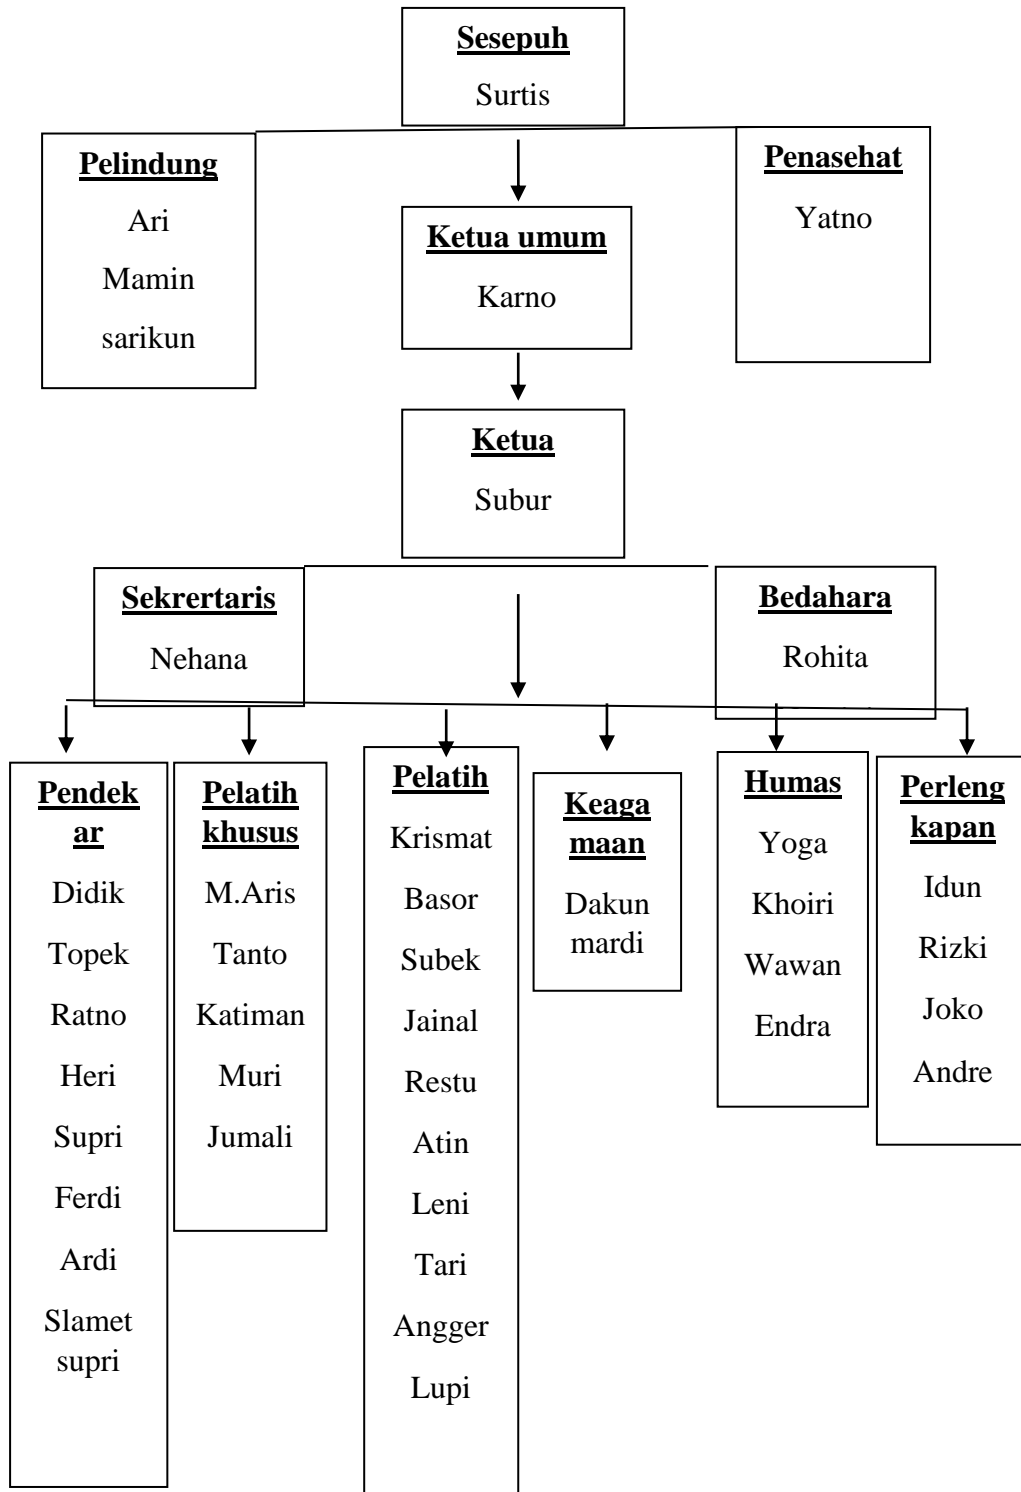 Sesepuh
Surtis
Pelindung
Ari
Mamin
sarikun
Penasehat
Yatno
Ketua umum
Karno
Ketua
Subur
Sekrertaris
Nehana
Bedahara
Rohita
Pendek
ar
Didik
Topek
Ratno
Heri
Supri
Ferdi
Ardi
Slamet
supri
Pelatih
khusus
M.Aris
Tanto
Katiman
Muri
Jumali
Pelatih
Krismat
Basor
Subek
Jainal
Restu
Atin
Leni
Tari
Angger
Lupi
Keaga
maan
Dakun
mardi
Humas
Yoga
Khoiri
Wawan
Endra
Perleng
kapan
Idun
Rizki
Joko
Andre